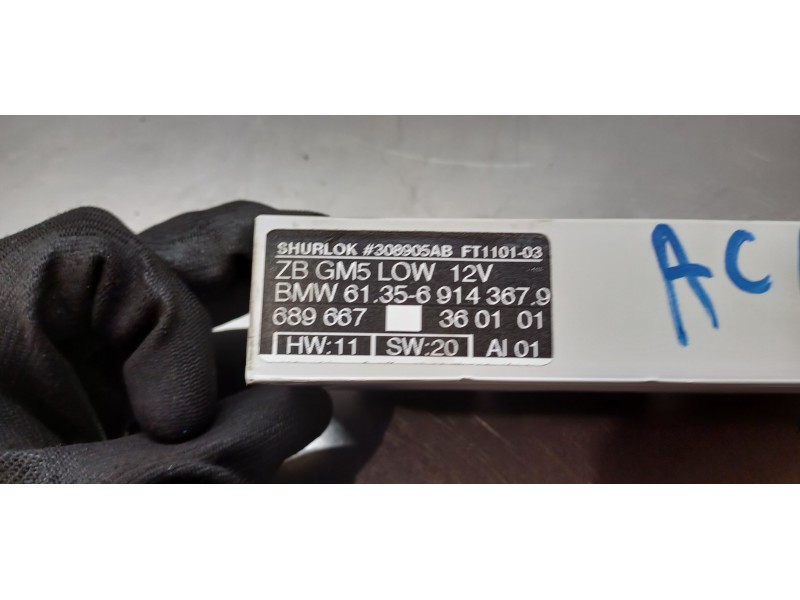 SHURLOK #308905AB FT1101-03
ZB GM5 LOW 12V
BMW 61.35-6 914 367.9
689 667 36 01 01
HW:11 SW:20 AI 01
AC